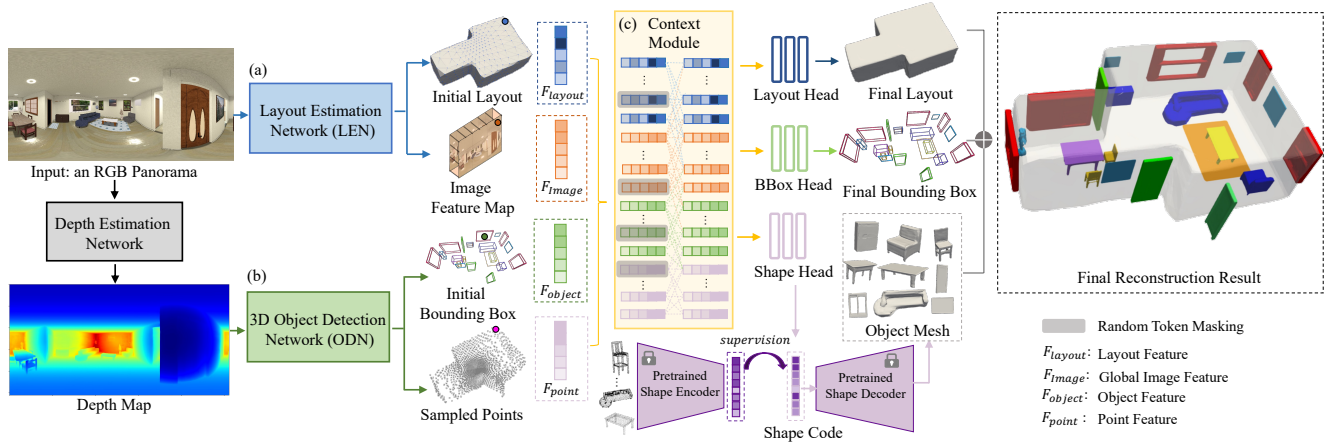 Input: an RGB Panorama
Depth Estimation
Network
Depth Map
(a)
Layout Estimation
Network (LEN)
(b)
3D Object Detection
Network (ODN)
Initial Layout
Image
Feature Map
Initial
Bounding Box
Sampled Points
F_layout
F_Image
F_object
F_point
(c)
Context
Module
Layout Head
BBox Head
Shape Head
Final Layout
Final Bounding Box
Object Mesh
Pretrained
Shape Encoder
supervision
Shape Code
Pretrained
Shape Decoder
Final Reconstruction Result
Random Token Masking
F_layout: Layout Feature
F_Image: Global Image Feature
F_object: Object Feature
F_point: Point Feature